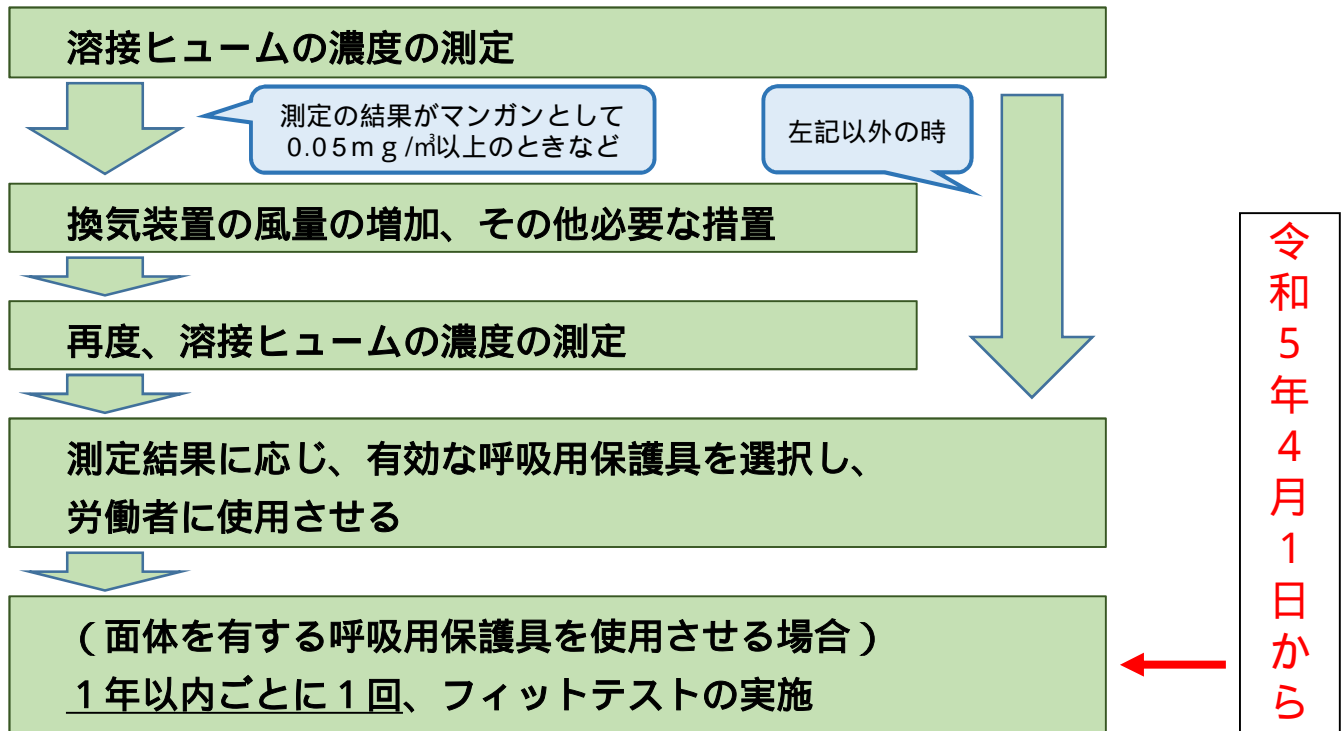 溶接ヒュームの濃度の測定
測定の結果がマンガンとして
0.05mg/㎥以上のときなど
左記以外の時
換気装置の風量の増加、その他必要な措置
再度、溶接ヒュームの濃度の測定
測定結果に応じ、有効な呼吸用保護具を選択し、
労働者に使用させる
(面体を有する呼吸用保護具を使用させる場合)
1年以内ごとに1回、フィットテストの実施
令和5年4月1日から